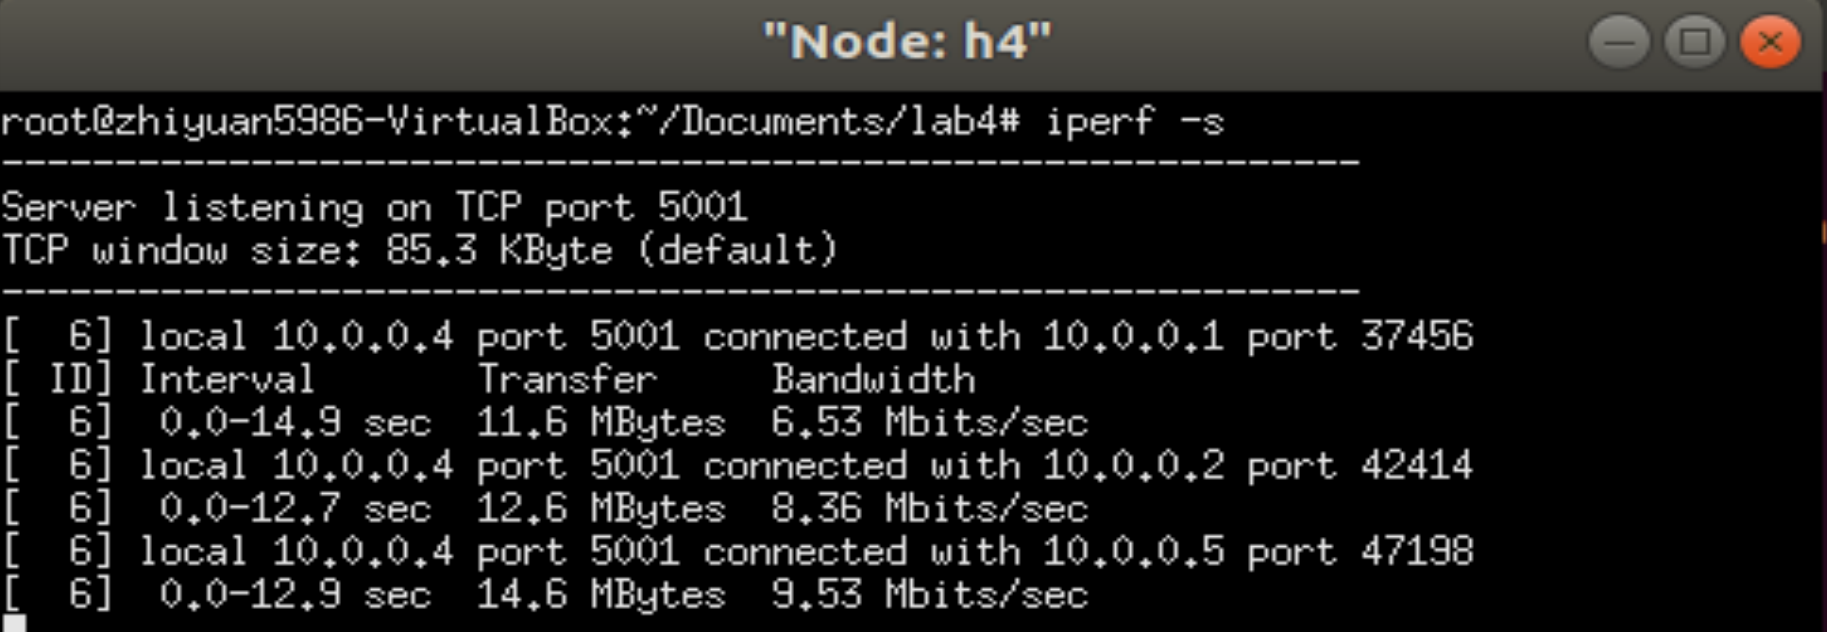 "Node: h4"
root@zhiyuan5986-VirtualBox:~/Documents/lab4# iperf -s
------------------------------------------------------------
Server listening on TCP port 5001
TCP window size: 85.3 KByte (default)
------------------------------------------------------------
[  6] local 10.0.0.4 port 5001 connected with 10.0.0.1 port 37456
[ ID] Interval       Transfer     Bandwidth
[  6]  0.0-14.9 sec  11.6 MBytes  6.53 Mbits/sec
[  6] local 10.0.0.4 port 5001 connected with 10.0.0.2 port 42414
[  6]  0.0-12.7 sec  12.6 MBytes  8.36 Mbits/sec
[  6] local 10.0.0.4 port 5001 connected with 10.0.0.5 port 47198
[  6]  0.0-12.9 sec  14.6 MBytes  9.53 Mbits/sec